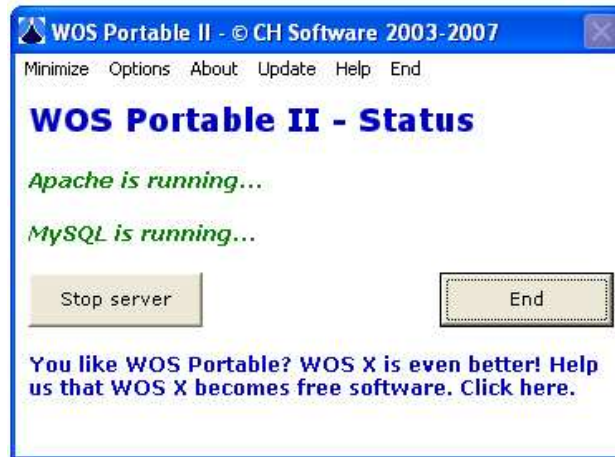 WOS Portable II - © CH Software 2003-2007
Minimize Options About Update Help End
WOS Portable II - Status
Apache is running...
MySQL is running...
Stop server End
You like WOS Portable? WOS X is even better! Help
us that WOS X becomes free software. Click here.